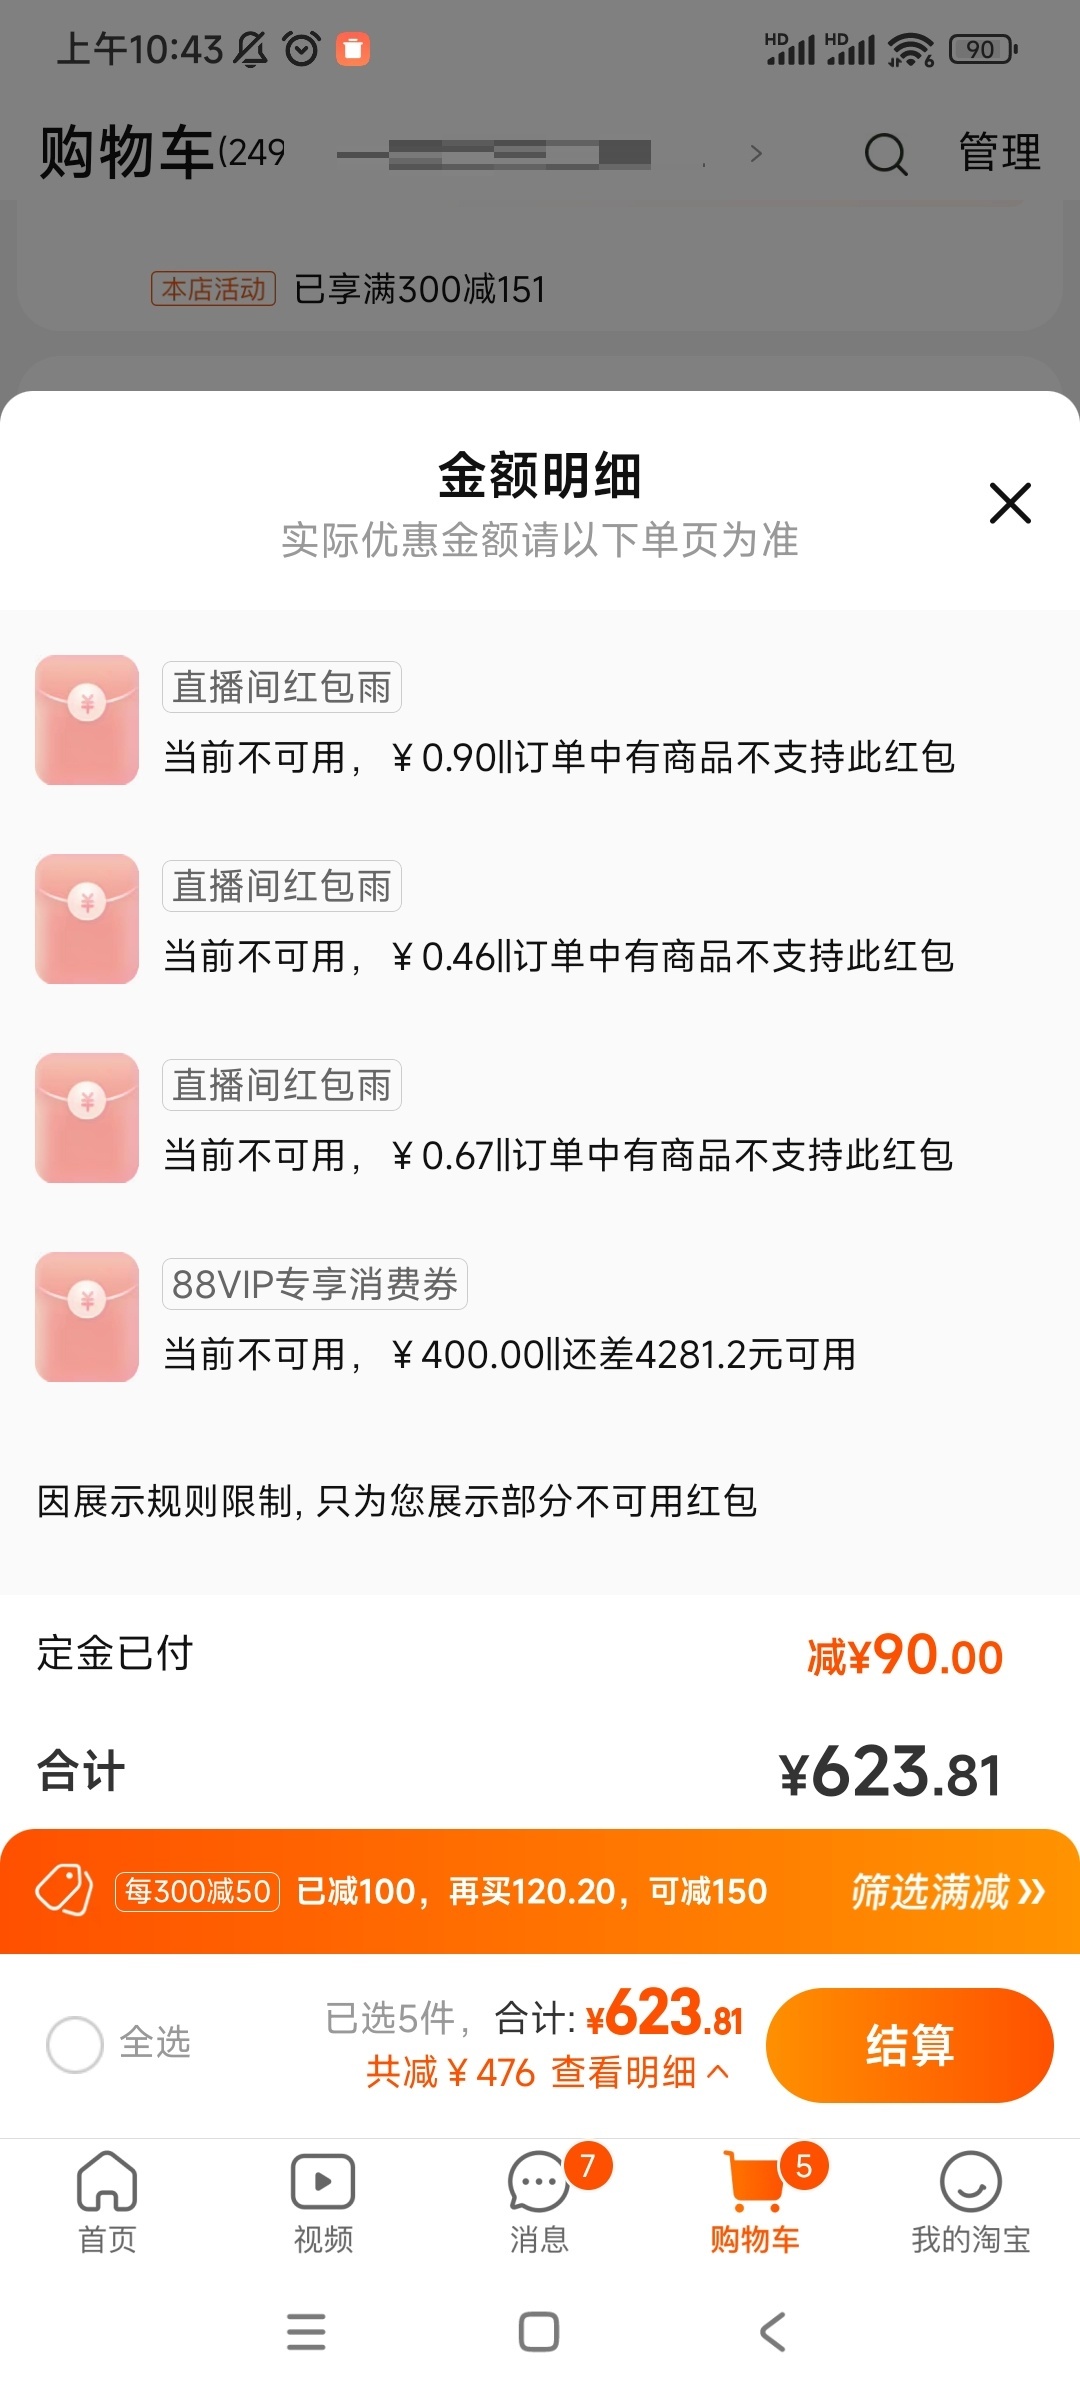 上午10:43
HD HD 6 90
购物车(249
管理
本店活动 已享满300减151
金额明细
实际优惠金额请以下单页为准
直播间红包雨
当前不可用，¥0.90||订单中有商品不支持此红包
直播间红包雨
当前不可用，¥0.46||订单中有商品不支持此红包
直播间红包雨
当前不可用，¥0.67||订单中有商品不支持此红包
88VIP专享消费券
当前不可用，¥400.00||还差4281.2元可用
因展示规则限制,只为您展示部分不可用红包
定金已付 减¥90.00
合计 ¥623.81
每300减50 已减100，再买120.20，可减150 筛选满减
全选 已选5件，合计:¥623.81 结算
共减¥476 查看明细
7 5
首页 视频 消息 购物车 我的淘宝